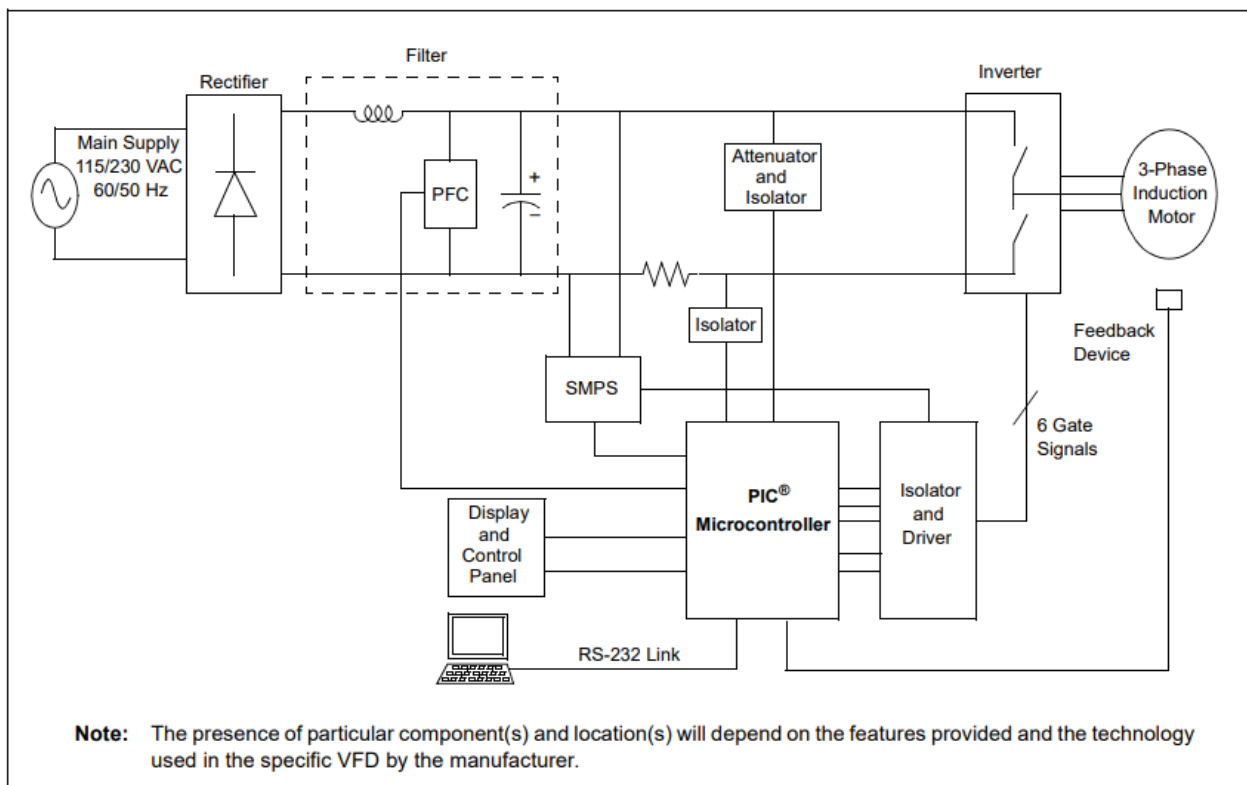 Filter
Rectifier
Inverter
Main Supply
115/230 VAC
60/50 Hz
PFC
+
–
Attenuator
and
Isolator
3-Phase
Induction
Motor
Isolator
Feedback
Device
SMPS
6 Gate
Signals
PIC®
Microcontroller
Isolator
and
Driver
Display
and
Control
Panel
RS-232 Link
Note: The presence of particular component(s) and location(s) will depend on the features provided and the technology
used in the specific VFD by the manufacturer.